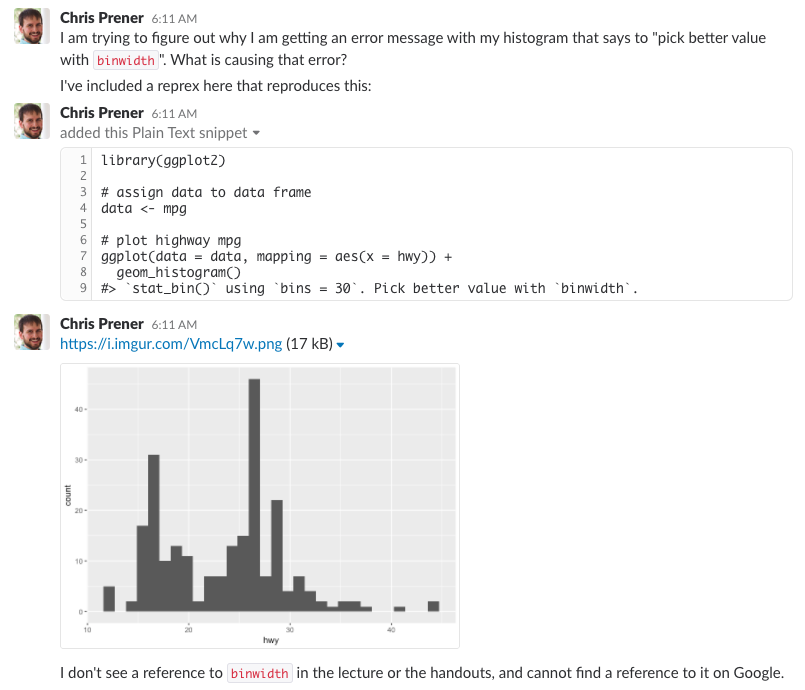 Chris Prener 6:11 AM
I am trying to figure out why I am getting an error message with my histogram that says to "pick better value
with binwidth". What is causing that error?
I've included a reprex here that reproduces this:
Chris Prener 6:11 AM
added this Plain Text snippet
1 library(ggplot2)
2
3 # assign data to data frame
4 data <- mpg
5
6 # plot highway mpg
7 ggplot(data = data, mapping = aes(x = hwy)) +
8 geom_histogram()
9 #> `stat_bin()` using `bins = 30`. Pick better value with `binwidth`.
Chris Prener 6:11 AM
https://i.imgur.com/VmcLq7w.png (17 kB)
40
30
count
20
10
0
10 20 30 40
hwy
I don't see a reference to binwidth in the lecture or the handouts, and cannot find a reference to it on Google.